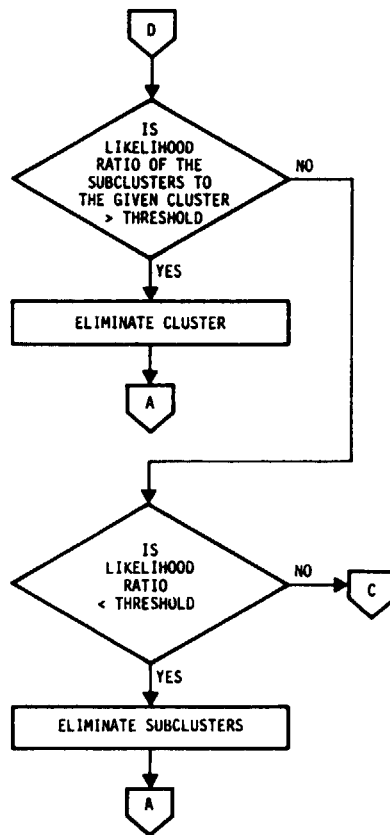 D
IS
LIKELIHOOD
RATIO OF THE
SUBCLUSTERS TO
THE GIVEN CLUSTER
> THRESHOLD
NO
YES
ELIMINATE CLUSTER
A
IS
LIKELIHOOD
RATIO
< THRESHOLD
NO
C
YES
ELIMINATE SUBCLUSTERS
A